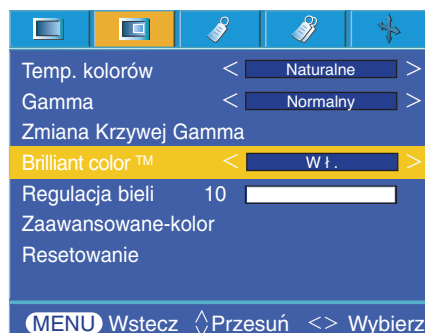 Temp. kolorów < Naturalne >
Gamma < Normalny >
Zmiana Krzywej Gamma
Brilliant color ™ < Wł. >
Regulacja bieli 10
Zaawansowane-kolor
Resetowanie
MENU Wstecz Przesuń <> Wybierz